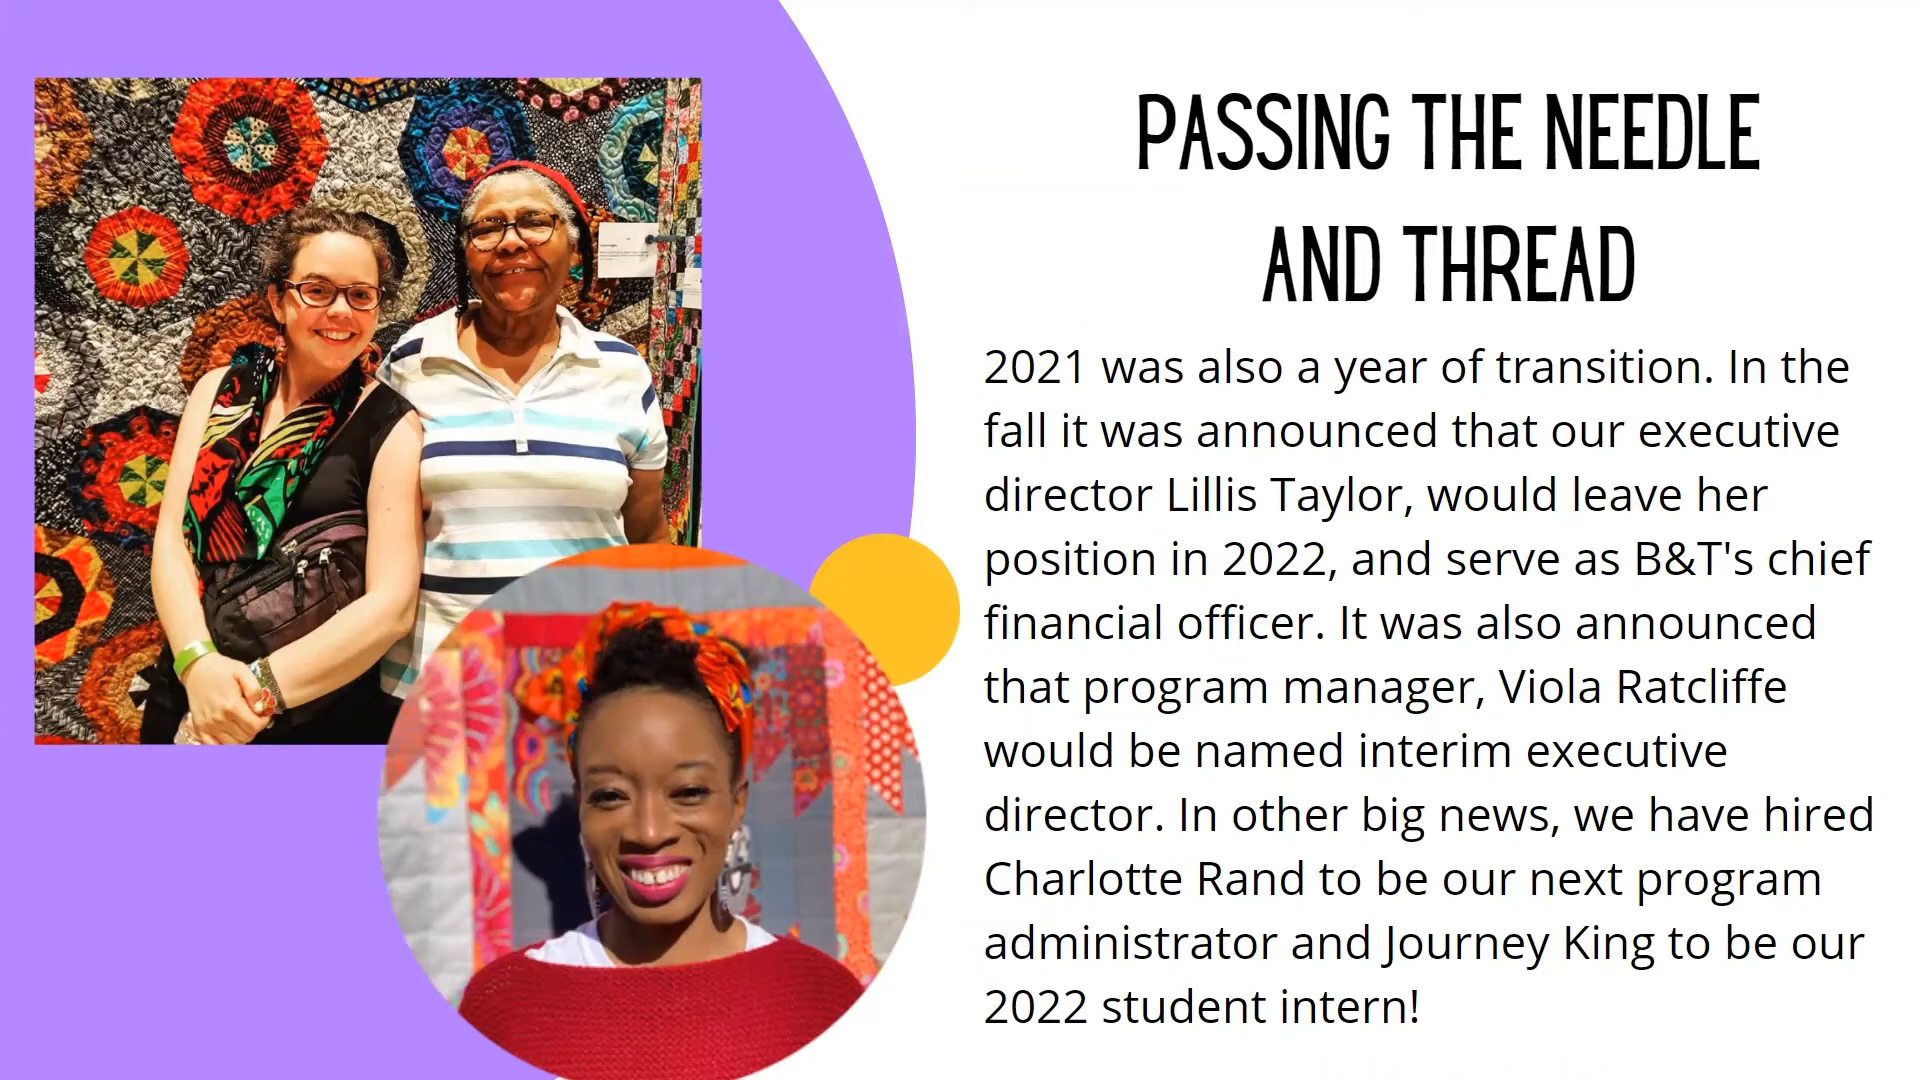 PASSING THE NEEDLE
AND THREAD
2021 was also a year of transition. In the
fall it was announced that our executive
director Lillis Taylor, would leave her
position in 2022, and serve as B&T's chief
financial officer. It was also announced
that program manager, Viola Ratcliffe
would be named interim executive
director. In other big news, we have hired
Charlotte Rand to be our next program
administrator and Journey King to be our
2022 student intern!